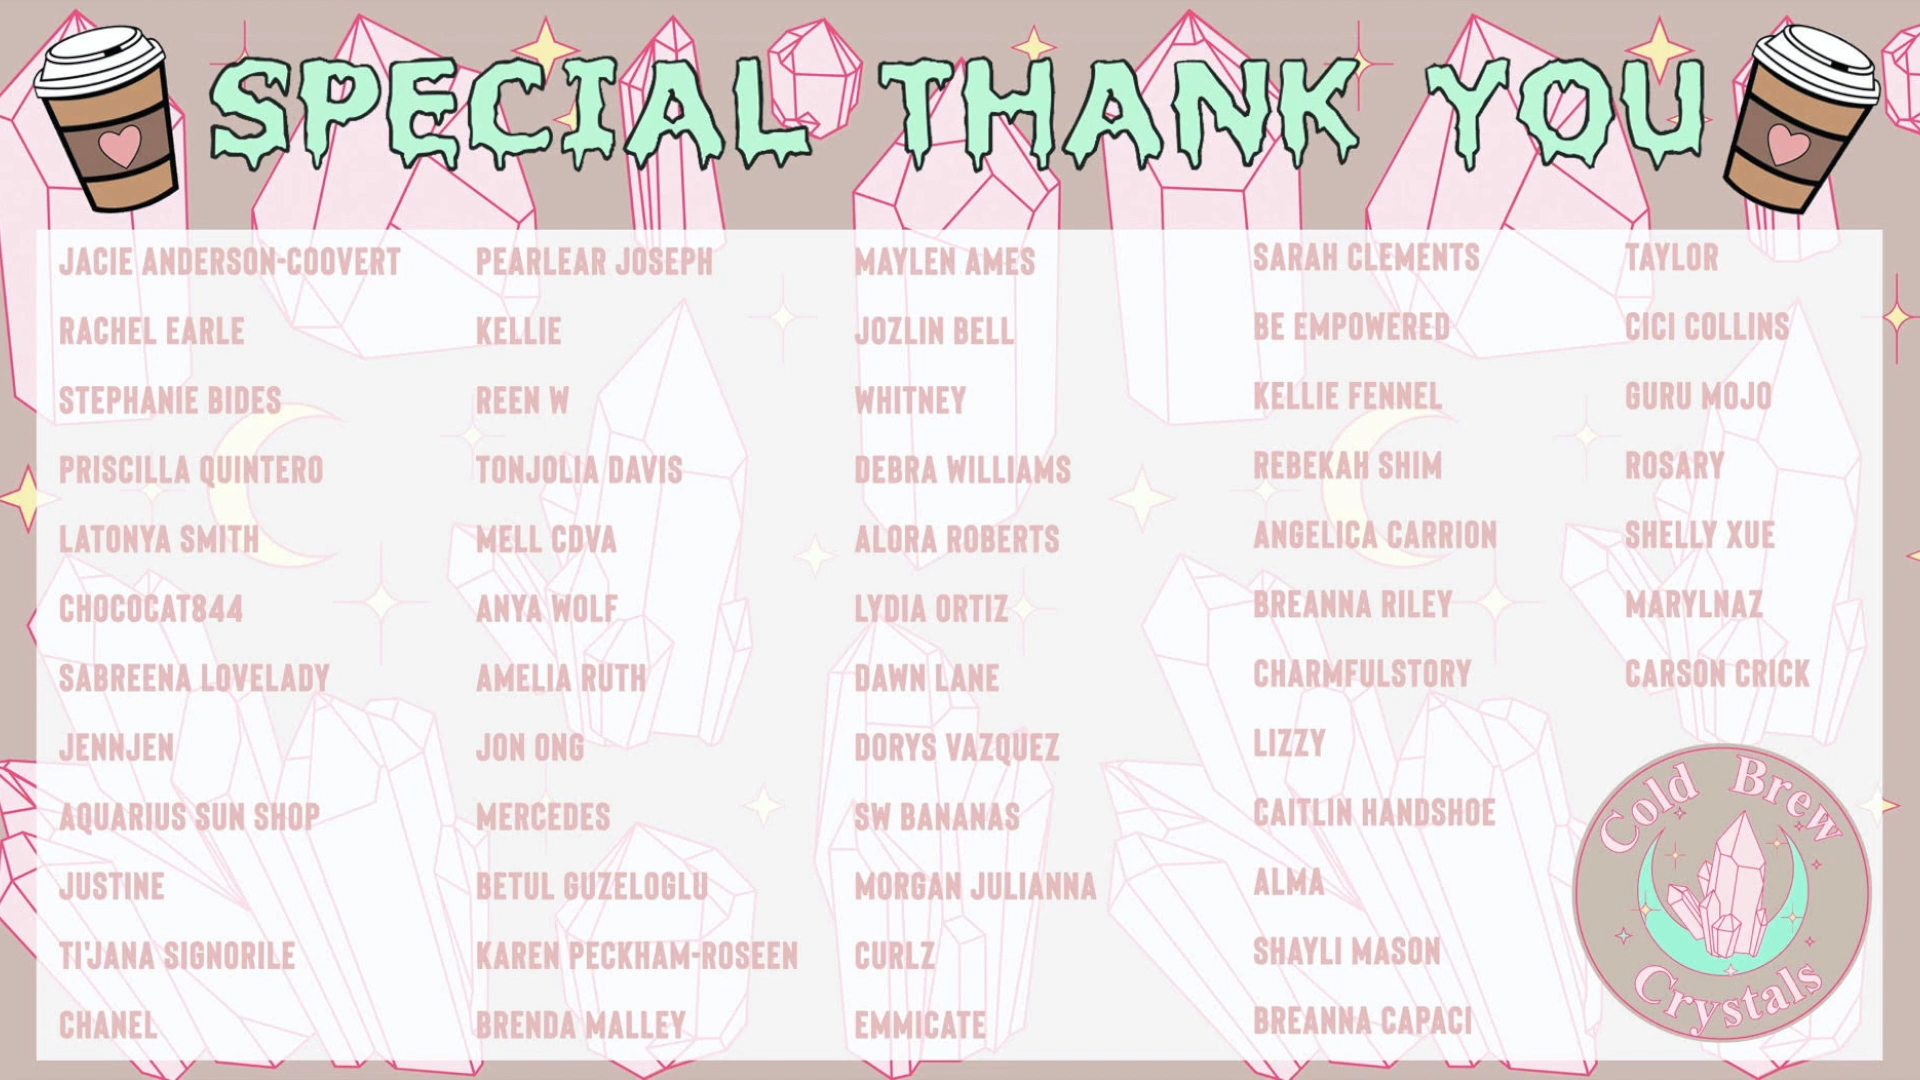 SPECIAL THANK YOU
JACIE ANDERSON-COOVERT
RACHEL EARLE
STEPHANIE BIDES
PRISCILLA QUINTERO
LATONYA SMITH
CHOCOCAT844
SABREENA LOVELADY
JENNJEN
AQUARIUS SUN SHOP
JUSTINE
TI'JANA SIGNORILE
CHANEL
PEARLEAR JOSEPH
KELLIE
REEN W
TONJOLIA DAVIS
MELL CDVA
ANYA WOLF
AMELIA RUTH
JON ONG
MERCEDES
BETUL GUZELOGLU
KAREN PECKHAM-ROSEEN
BRENDA MALLEY
MAYLEN AMES
JOZLIN BELL
WHITNEY
DEBRA WILLIAMS
ALORA ROBERTS
LYDIA ORTIZ
DAWN LANE
DORYS VAZQUEZ
SW BANANAS
MORGAN JULIANNA
CURLZ
EMMICATE
SARAH CLEMENTS
BE EMPOWERED
KELLIE FENNEL
REBEKAH SHIM
ANGELICA CARRION
BREANNA RILEY
CHARMFULSTORY
LIZZY
CAITLIN HANDSHOE
ALMA
SHAYLI MASON
BREANNA CAPACI
TAYLOR
CICI COLLINS
GURU MOJO
ROSARY
SHELLY XUE
MARYLNAZ
CARSON CRICK
Cold Brew
Crystals